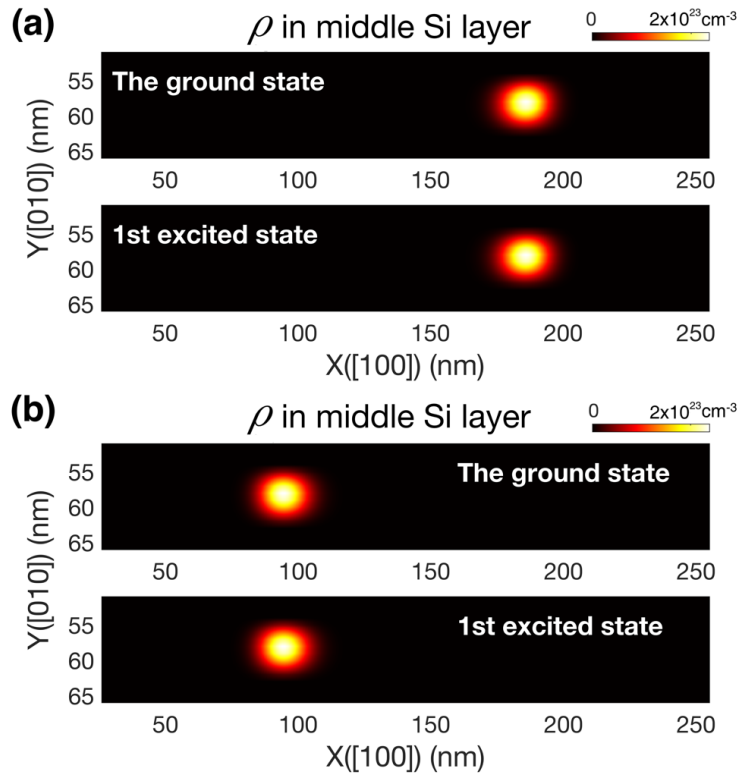 (a)
ρ in middle Si layer
0 2x10²³cm⁻³
The ground state
55
60
65
50 100 150 200 250
1st excited state
55
60
65
50 100 150 200 250
Y([010]) (nm)
X([100]) (nm)
(b)
ρ in middle Si layer
0 2x10²³cm⁻³
The ground state
55
60
65
50 100 150 200 250
1st excited state
55
60
65
50 100 150 200 250
Y([010]) (nm)
X([100]) (nm)